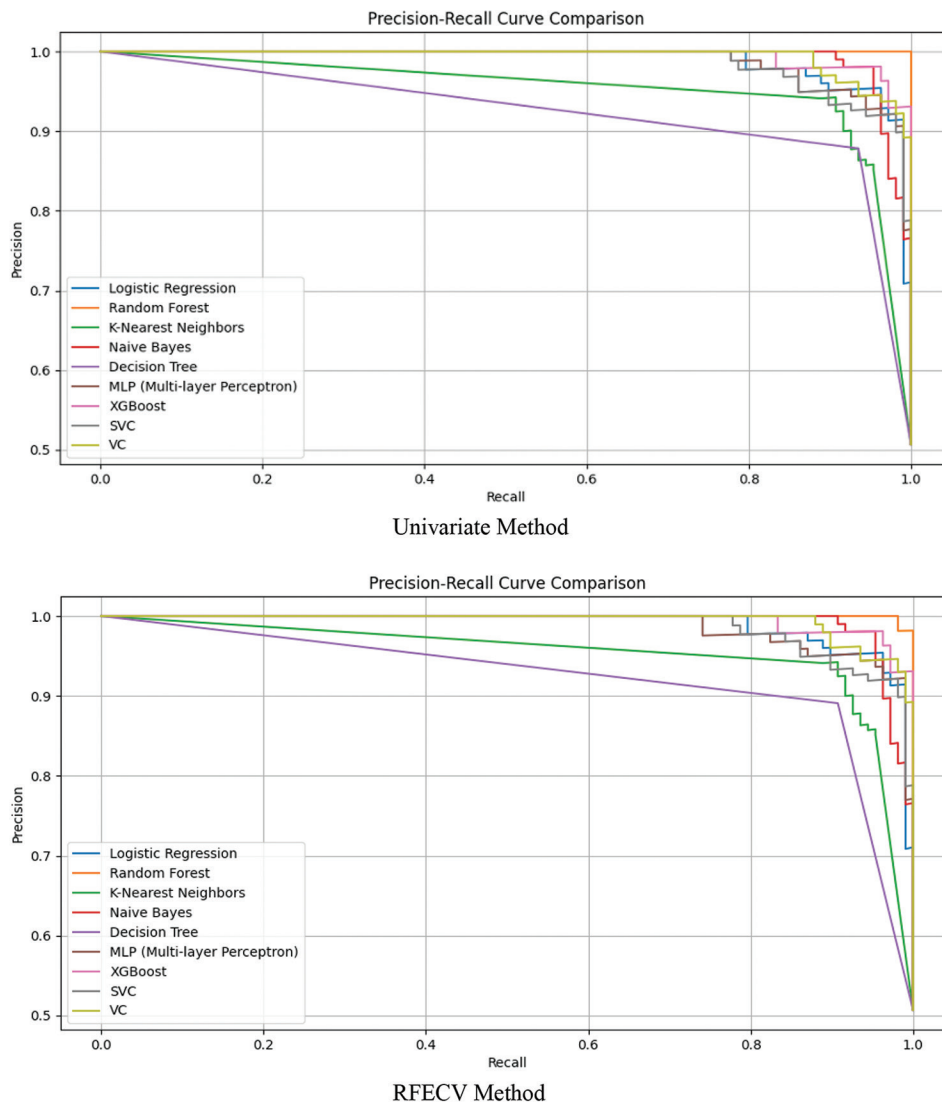 Precision-Recall Curve Comparison
1.0
0.9
0.8
0.7
0.6
0.5
Precision
Logistic Regression
Random Forest
K-Nearest Neighbors
Naive Bayes
Decision Tree
MLP (Multi-layer Perceptron)
XGBoost
SVC
VC
0.0 0.2 0.4 0.6 0.8 1.0
Recall
Univariate Method
Precision-Recall Curve Comparison
1.0
0.9
0.8
0.7
0.6
0.5
Precision
Logistic Regression
Random Forest
K-Nearest Neighbors
Naive Bayes
Decision Tree
MLP (Multi-layer Perceptron)
XGBoost
SVC
VC
0.0 0.2 0.4 0.6 0.8 1.0
Recall
RFECV Method